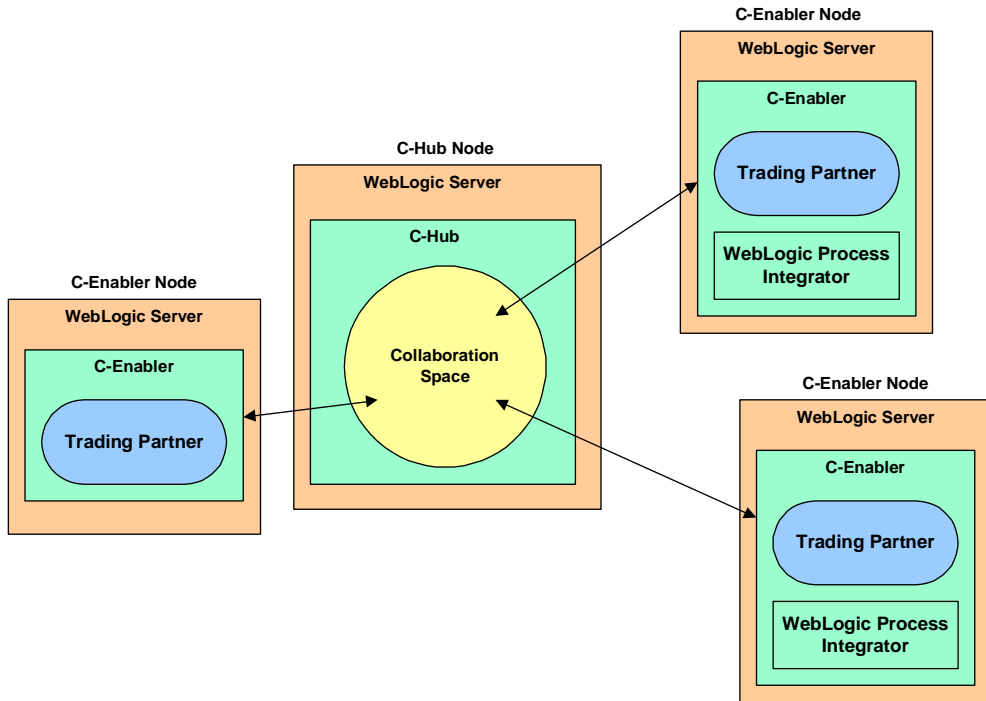 C-Enabler Node
WebLogic Server
C-Enabler
Trading Partner
WebLogic Process
Integrator
C-Hub Node
WebLogic Server
C-Hub
Collaboration
Space
C-Enabler Node
WebLogic Server
C-Enabler
Trading Partner
C-Enabler Node
WebLogic Server
C-Enabler
Trading Partner
WebLogic Process
Integrator